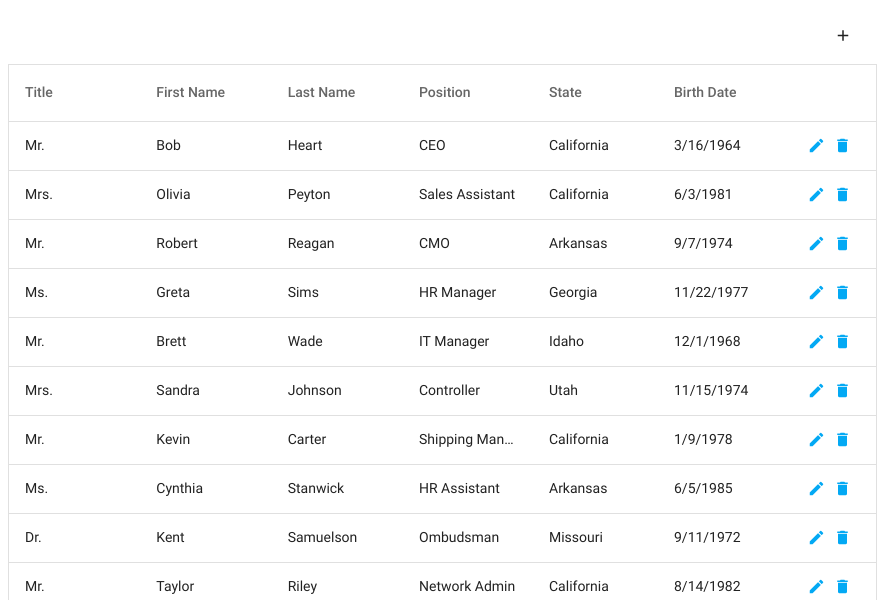 +
Title First Name Last Name Position State Birth Date
Mr. Bob Heart CEO California 3/16/1964
Mrs. Olivia Peyton Sales Assistant California 6/3/1981
Mr. Robert Reagan CMO Arkansas 9/7/1974
Ms. Greta Sims HR Manager Georgia 11/22/1977
Mr. Brett Wade IT Manager Idaho 12/1/1968
Mrs. Sandra Johnson Controller Utah 11/15/1974
Mr. Kevin Carter Shipping Man... California 1/9/1978
Ms. Cynthia Stanwick HR Assistant Arkansas 6/5/1985
Dr. Kent Samuelson Ombudsman Missouri 9/11/1972
Mr. Taylor Riley Network Admin California 8/14/1982